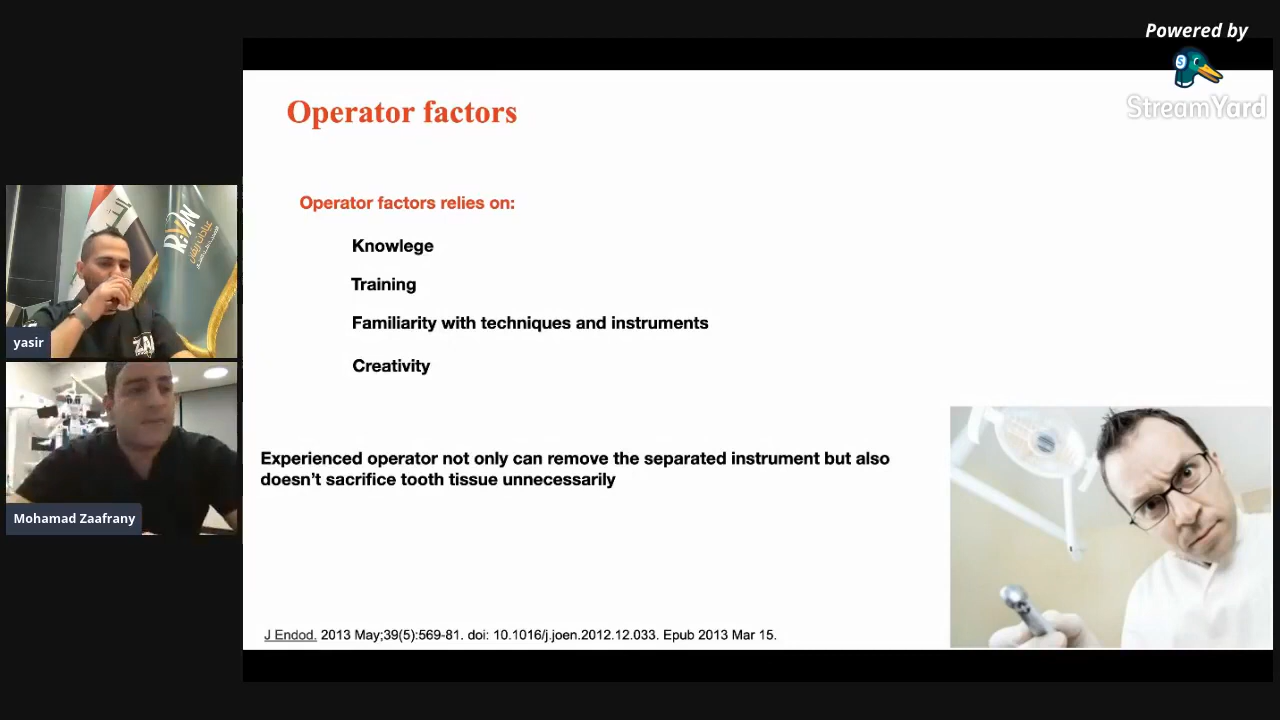 Powered by
StreamYard
Operator factors
Operator factors relies on:
Knowlege
Training
Familiarity with techniques and instruments
Creativity
Experienced operator not only can remove the separated instrument but also
doesn't sacrifice tooth tissue unnecessarily
J Endod. 2013 May;39(5):569-81. doi: 10.1016/j.joen.2012.12.033. Epub 2013 Mar 15.
RiVAN
yasir
Mohamad Zaafrany